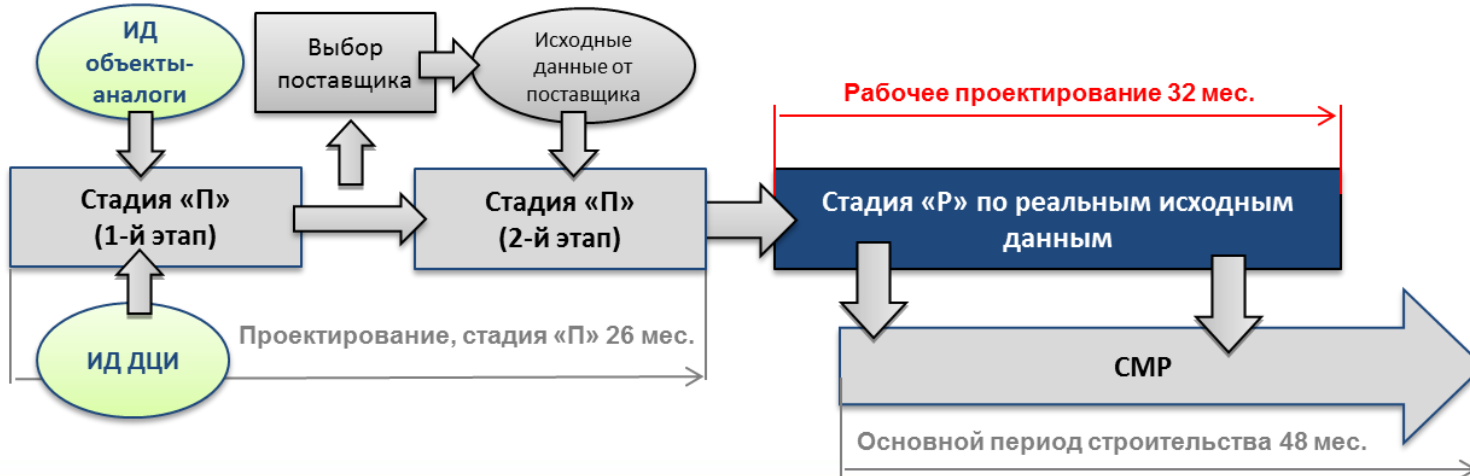 ИД
объекты-
аналоги
Выбор
поставщика
Исходные
данные от
поставщика
Рабочее проектирование 32 мес.
Стадия «П»
(1-й этап)
Стадия «П»
(2-й этап)
Стадия «Р» по реальным исходным
данным
ИД ДЦИ
Проектирование, стадия «П» 26 мес.
СМР
Основной период строительства 48 мес.